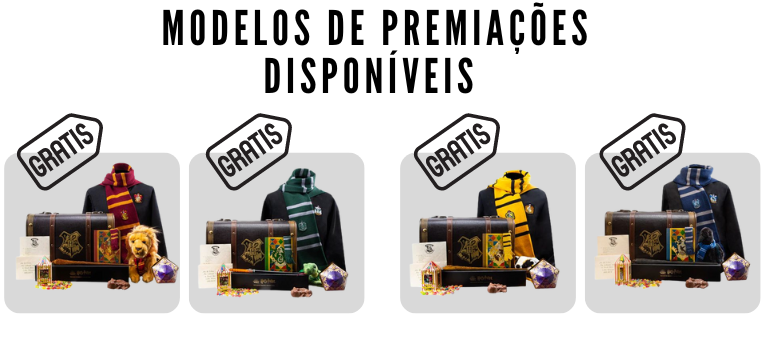 MODELOS DE PREMIAÇÕES
DISPONÍVEIS
GRATIS
GRATIS
GRATIS
GRATIS